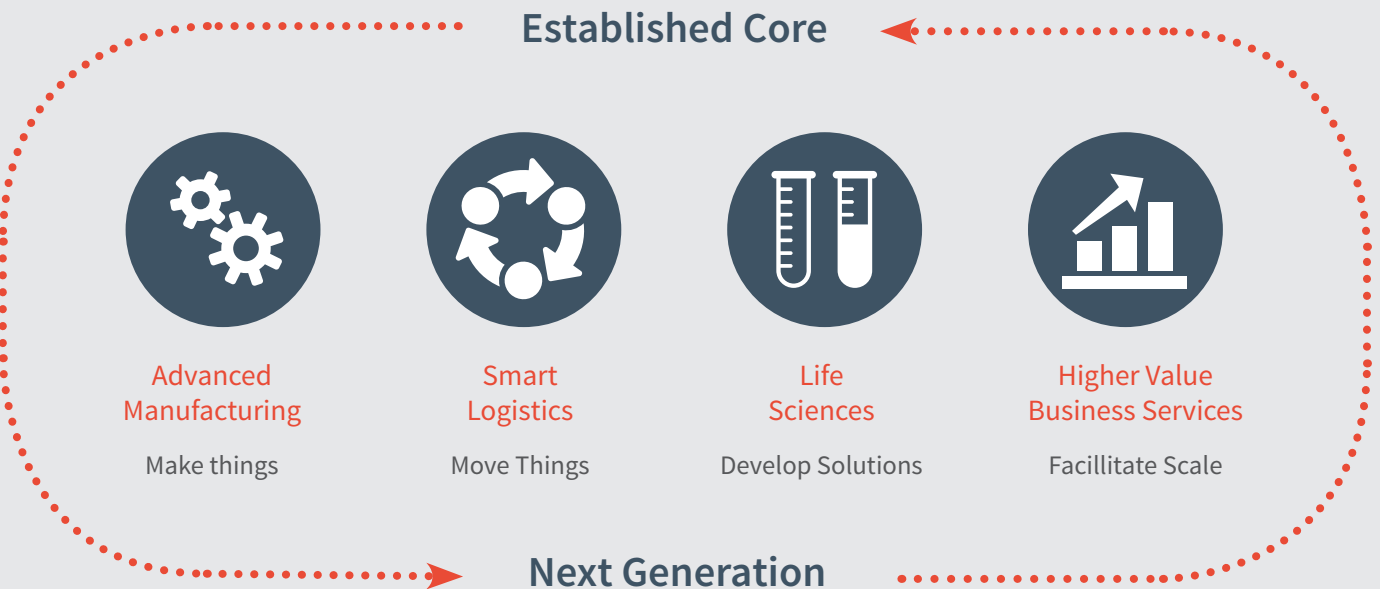 Established Core
Advanced
Manufacturing
Make things
Smart
Logistics
Move Things
Life
Sciences
Develop Solutions
Higher Value
Business Services
Facillitate Scale
Next Generation